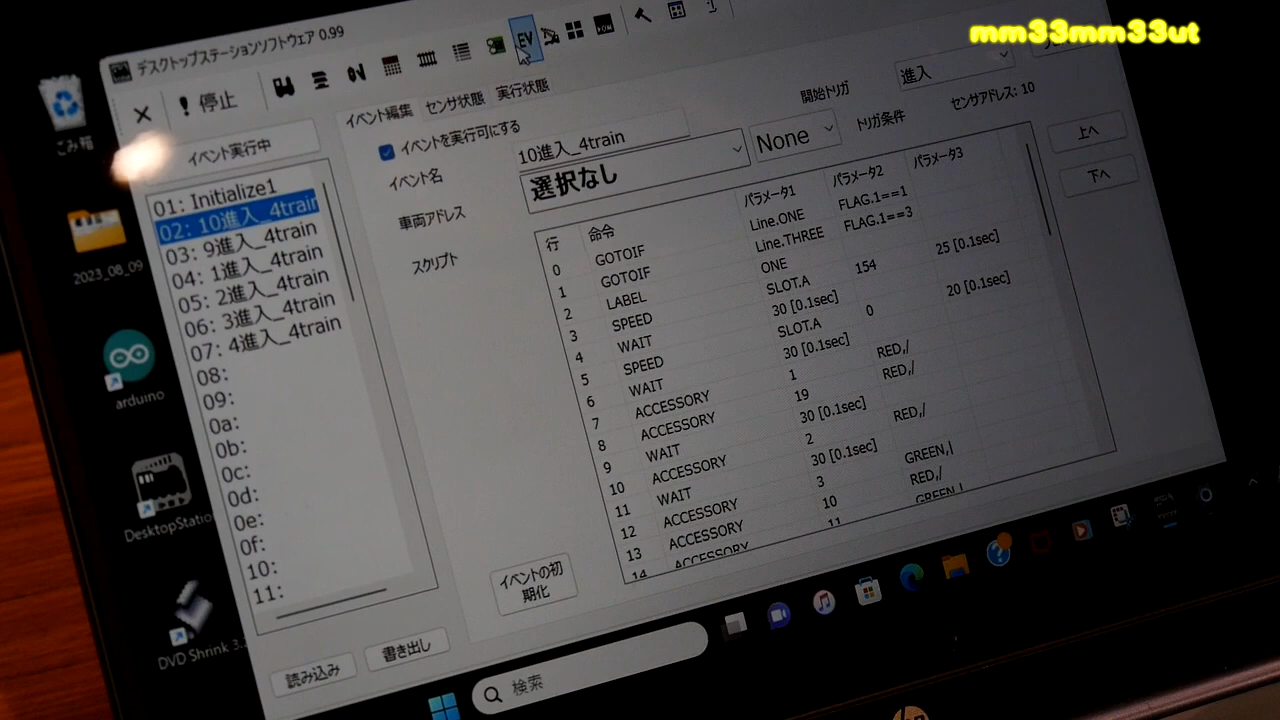 mm33mm33ut
デスクトップステーションソフトウェア 0.99
EV
停止
イベント実行中
01: Initialize1
02: 10進入_4train
03: 9進入_4train
04: 1進入_4train
05: 2進入_4train
06: 3進入_4train
07: 4進入_4train
08:
09:
0a:
0b:
0c:
0d:
0e:
0f:
10:
11:
読み込み
書き出し
イベント編集 センサ状態 実行状態
イベントを実行可にする
イベント名 10進入_4train
開始トリガ 進入
車両アドレス 選択なし None
トリガ条件 センサアドレス: 10
スクリプト
上へ
下へ
行 命令 パラメータ1 パラメータ2 パラメータ3
0 GOTOIF Line.ONE FLAG.1==1
1 GOTOIF Line.THREE FLAG.1==3
2 LABEL ONE
3 SPEED SLOT.A 154 25 [0.1sec]
4 WAIT 30 [0.1sec]
5 SPEED SLOT.A 0 20 [0.1sec]
6 WAIT 30 [0.1sec]
7 ACCESSORY 1 RED,/
8 ACCESSORY 19 RED,/
9 WAIT 30 [0.1sec]
10 ACCESSORY 2 RED,/
11 WAIT 30 [0.1sec]
12 ACCESSORY 3 GREEN,|
13 ACCESSORY 10 RED,/
14 ACCESSORY 11 GREEN,|
イベントの初
期化
ごみ箱
2023_08_09
arduino
DesktopStatio
DVD Shrink 3.2
検索